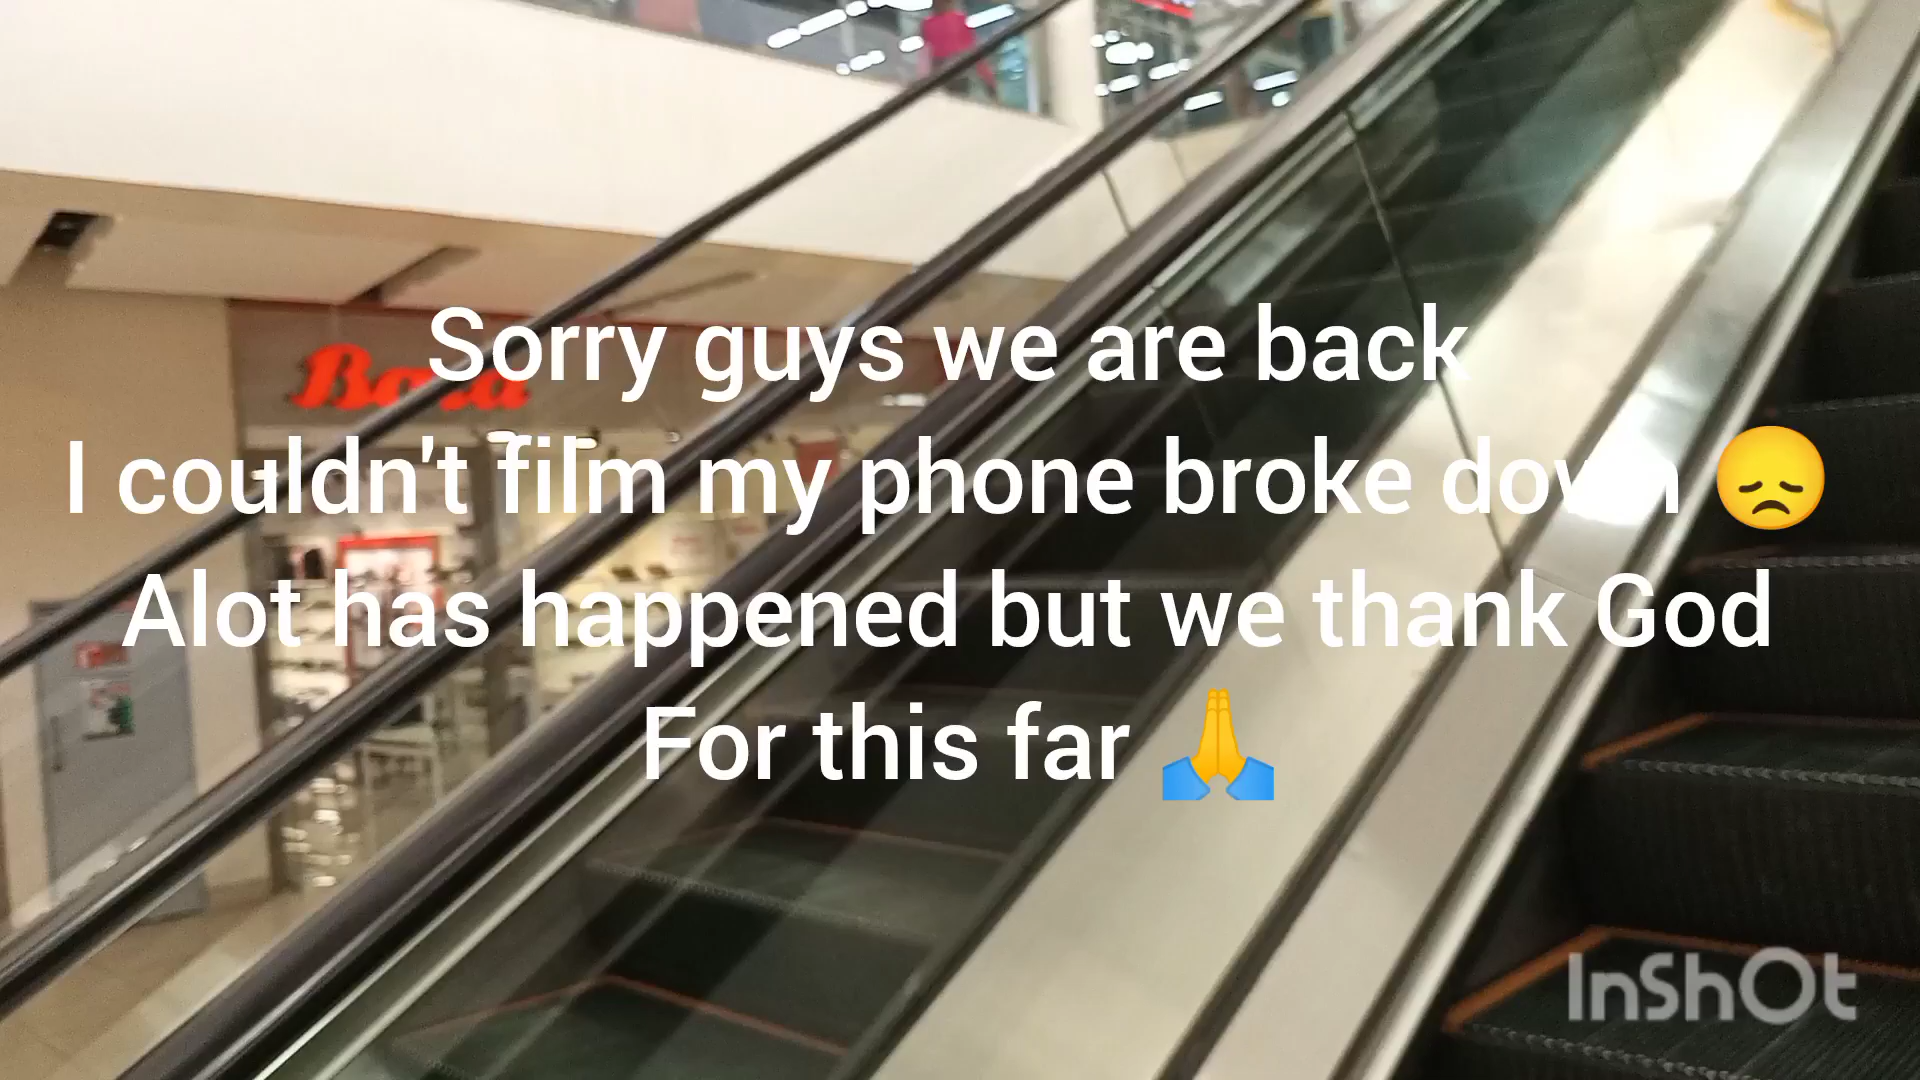 Sorry guys we are back
I couldn't film my phone broke down 😞
Alot has happened but we thank God
For this far 🙏
Bata
InShOt